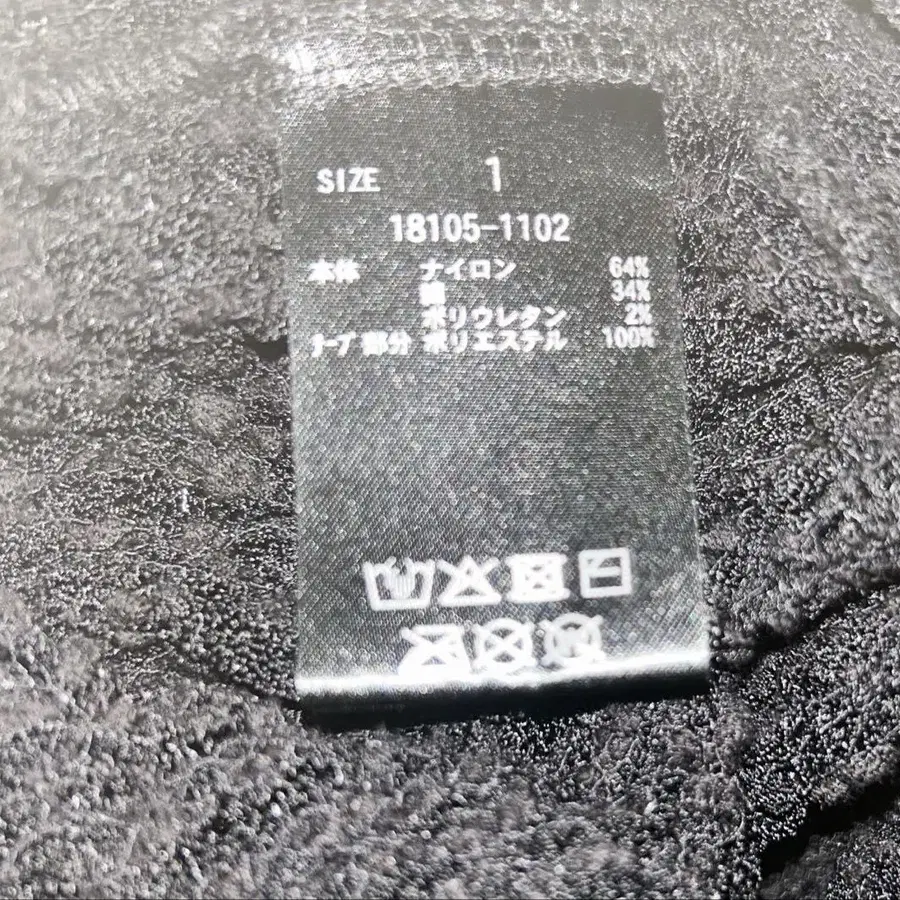 SIZE 1
18105-1102
本体 ナイロン 64%
綿 34%
ポリウレタン 2%
テープ部分 ポリエステル 100%